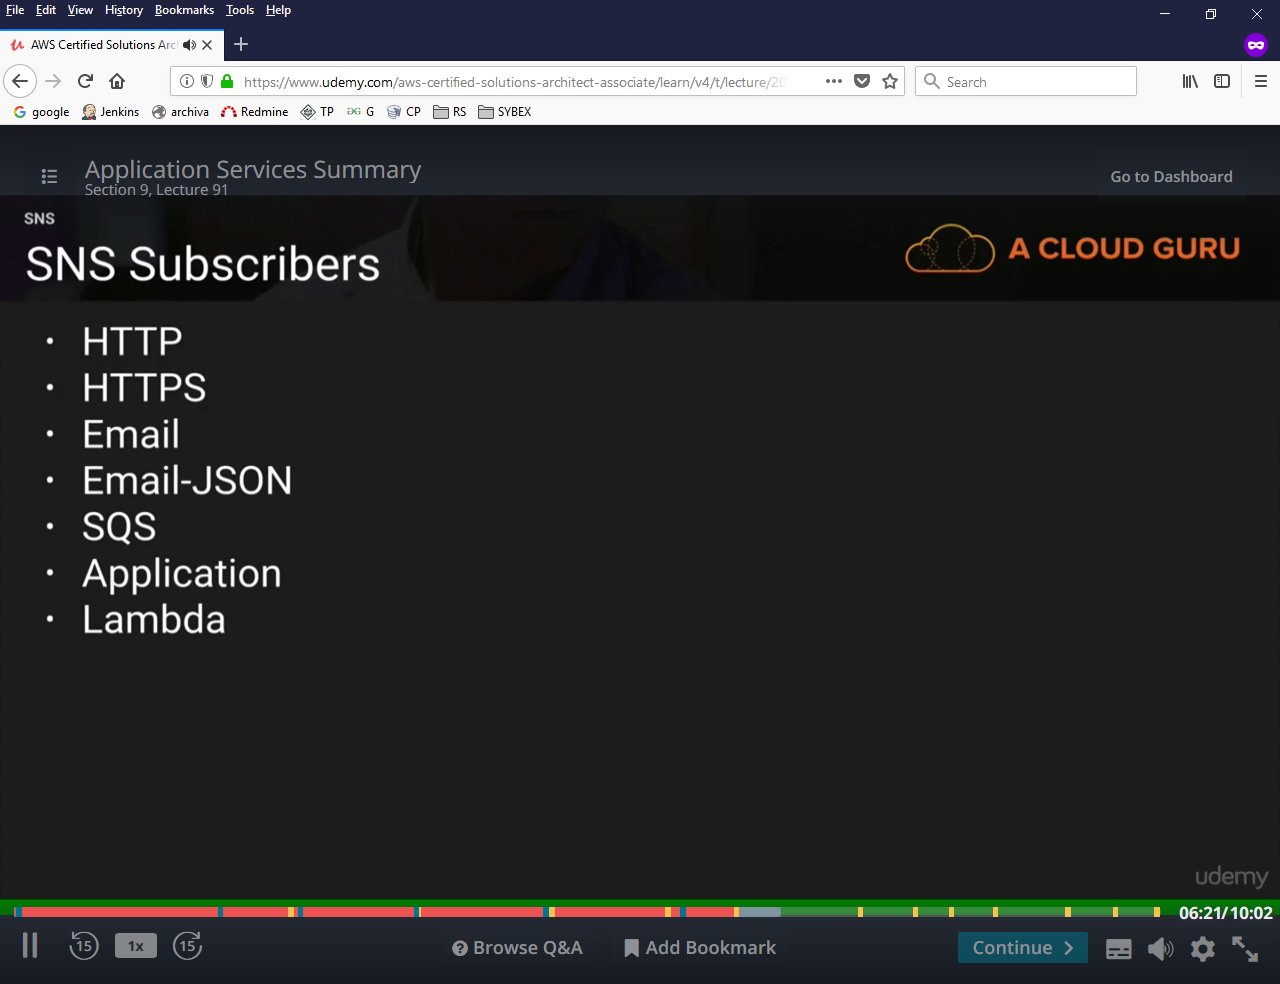 File Edit View History Bookmarks Tools Help
AWS Certified Solutions Arc
https://www.udemy.com/aws-certified-solutions-architect-associate/learn/v4/t/lecture/20
Search
google Jenkins archiva Redmine TP G CP RS SYBEX
Application Services Summary
Section 9, Lecture 91
Go to Dashboard
SNS
SNS Subscribers
A CLOUD GURU
• HTTP
• HTTPS
• Email
• Email-JSON
• SQS
• Application
• Lambda
udemy
06:21/10:02
15 1x 15 Browse Q&A Add Bookmark Continue